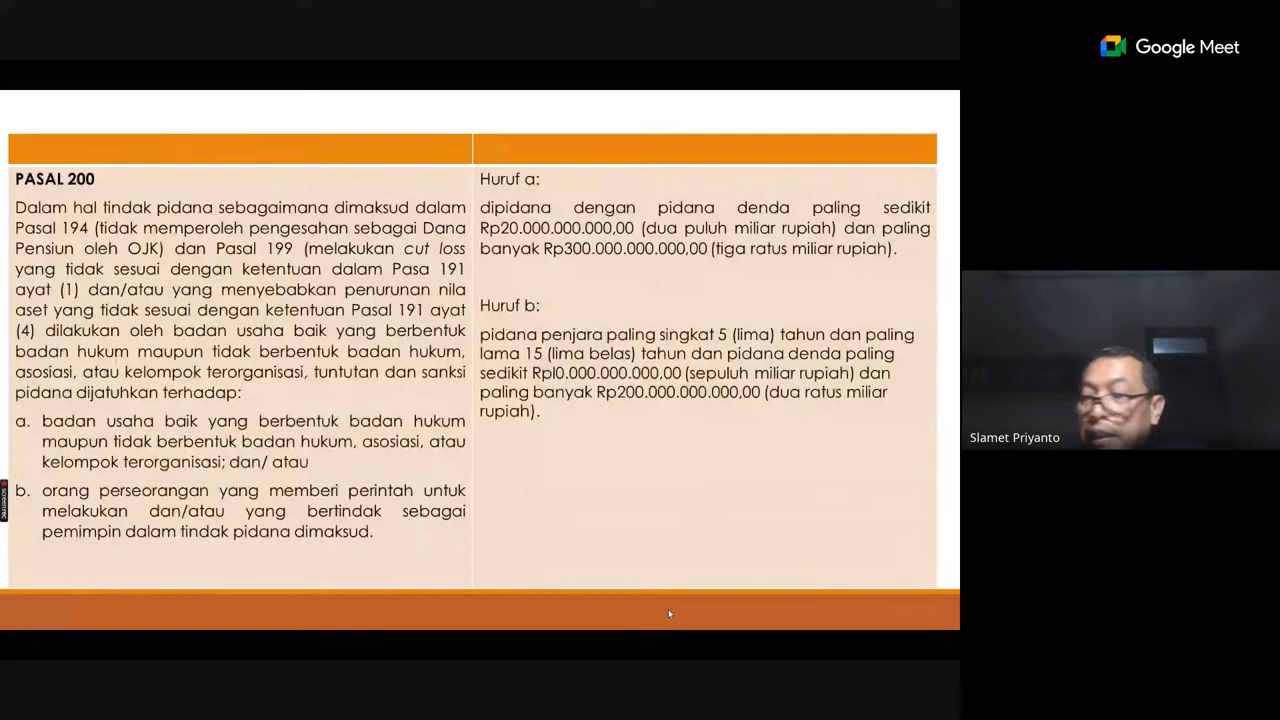 Google Meet
PASAL 200
Dalam hal tindak pidana sebagaimana dimaksud dalam
Pasal 194 (tidak memperoleh pengesahan sebagai Dana
Pensiun oleh OJK) dan Pasal 199 (melakukan cut loss
yang tidak sesuai dengan ketentuan dalam Pasa 191
ayat (1) dan/atau yang menyebabkan penurunan nila
aset yang tidak sesuai dengan ketentuan Pasal 191 ayat
(4) dilakukan oleh badan usaha baik yang berbentuk
badan hukum maupun tidak berbentuk badan hukum,
asosiasi, atau kelompok terorganisasi, tuntutan dan sanksi
pidana dijatuhkan terhadap:
a. badan usaha baik yang berbentuk badan hukum
maupun tidak berbentuk badan hukum, asosiasi, atau
kelompok terorganisasi; dan/ atau
b. orang perseorangan yang memberi perintah untuk
melakukan dan/atau yang bertindak sebagai
pemimpin dalam tindak pidana dimaksud.
Huruf a:
dipidana dengan pidana denda paling sedikit
Rp20.000.000.000,00 (dua puluh miliar rupiah) dan paling
banyak Rp300.000.000.000,00 (tiga ratus miliar rupiah).
Huruf b:
pidana penjara paling singkat 5 (lima) tahun dan paling
lama 15 (lima belas) tahun dan pidana denda paling
sedikit Rpl0.000.000.000,00 (sepuluh miliar rupiah) dan
paling banyak Rp200.000.000.000,00 (dua ratus miliar
rupiah).
Slamet Priyanto
screenrec